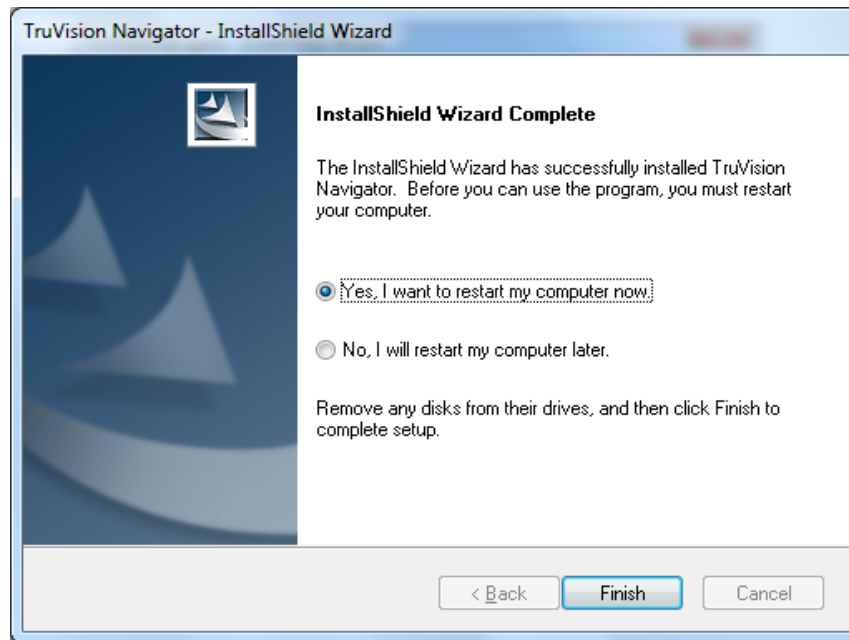 TruVision Navigator - InstallShield Wizard
InstallShield Wizard Complete
The InstallShield Wizard has successfully installed TruVision
Navigator. Before you can use the program, you must restart
your computer.
Yes, I want to restart my computer now.
No, I will restart my computer later.
Remove any disks from their drives, and then click Finish to
complete setup.
< Back Finish Cancel